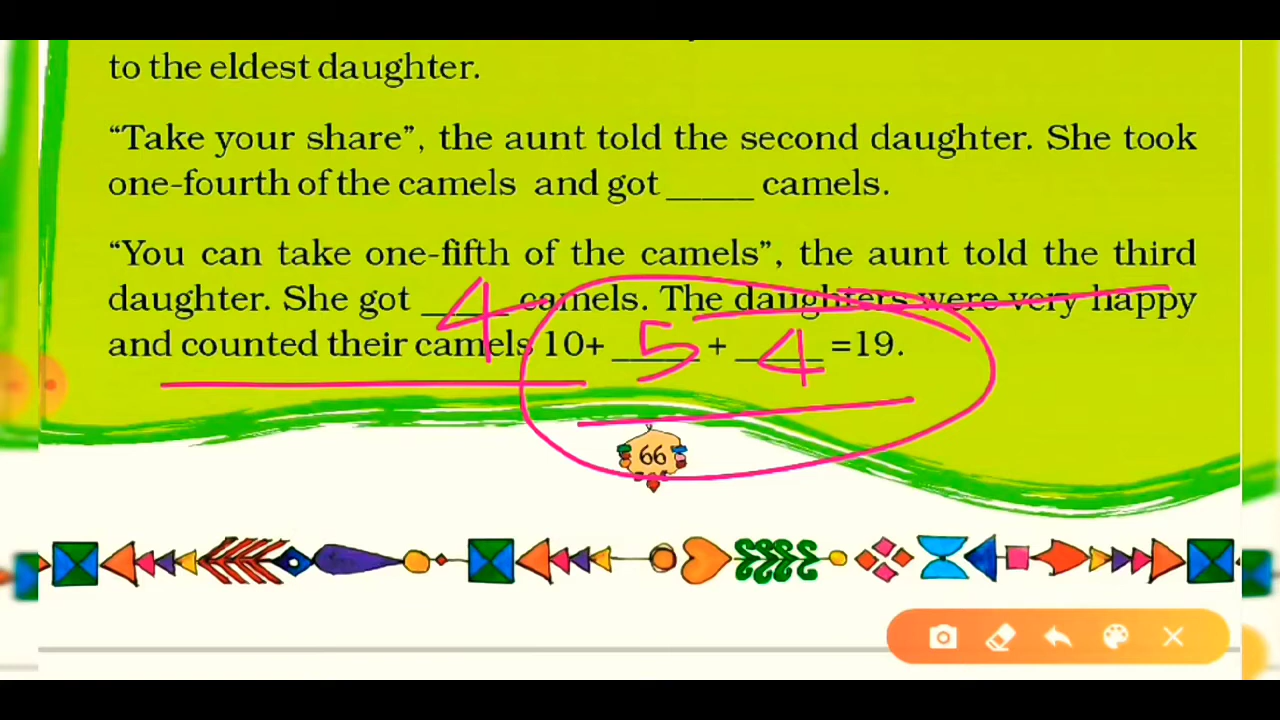 to the eldest daughter.
“Take your share”, the aunt told the second daughter. She took
one-fourth of the camels and got _____ camels.
“You can take one-fifth of the camels”, the aunt told the third
daughter. She got 4 camels. The daughters were very happy
and counted their camels 10+ 5 + 4 =19.
66